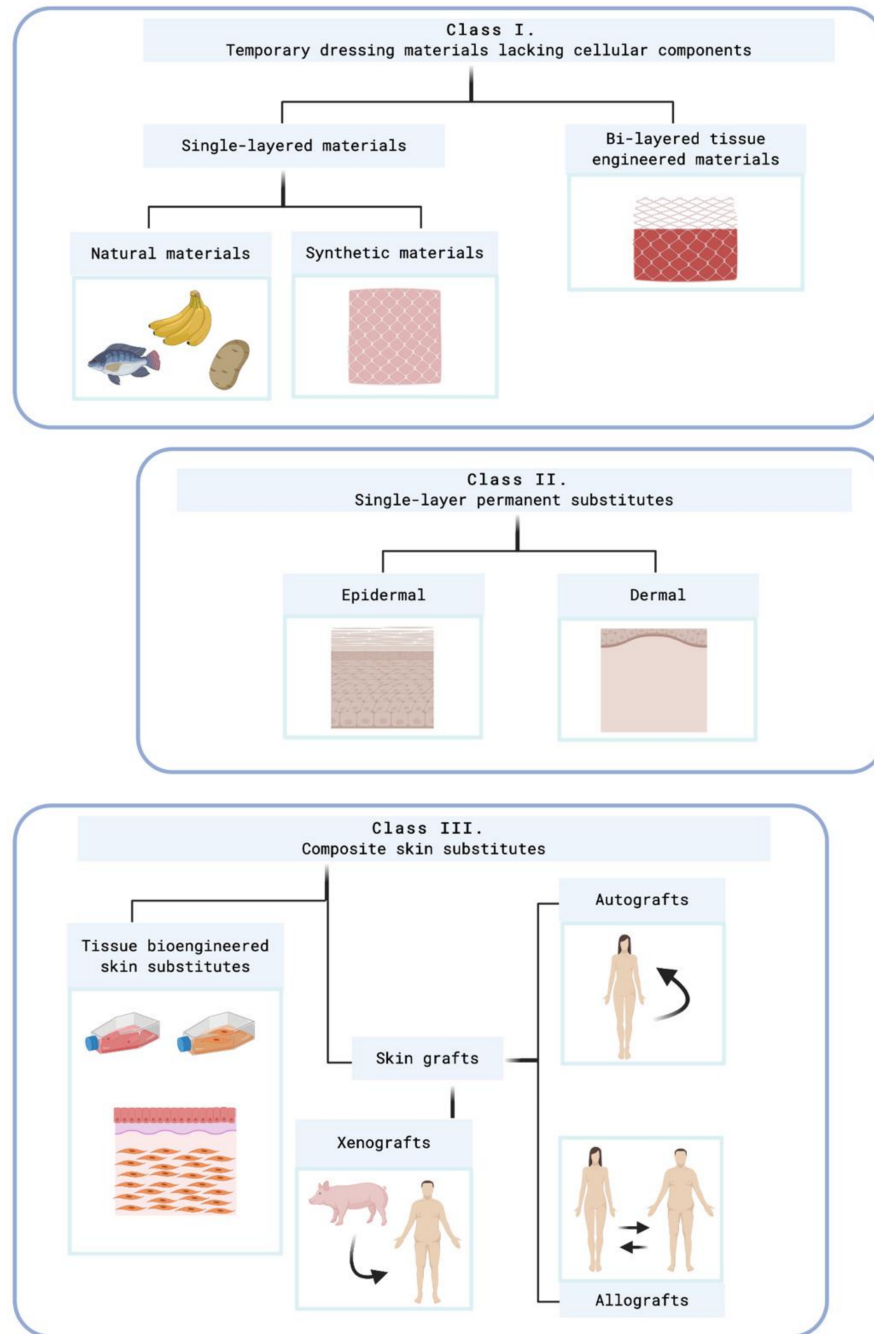 Class I.
Temporary dressing materials lacking cellular components
Single-layered materials
Bi-layered tissue
engineered materials
Natural materials
Synthetic materials
Class II.
Single-layer permanent substitutes
Epidermal
Dermal
Class III.
Composite skin substitutes
Autografts
Tissue bioengineered
skin substitutes
Skin grafts
Xenografts
Allografts